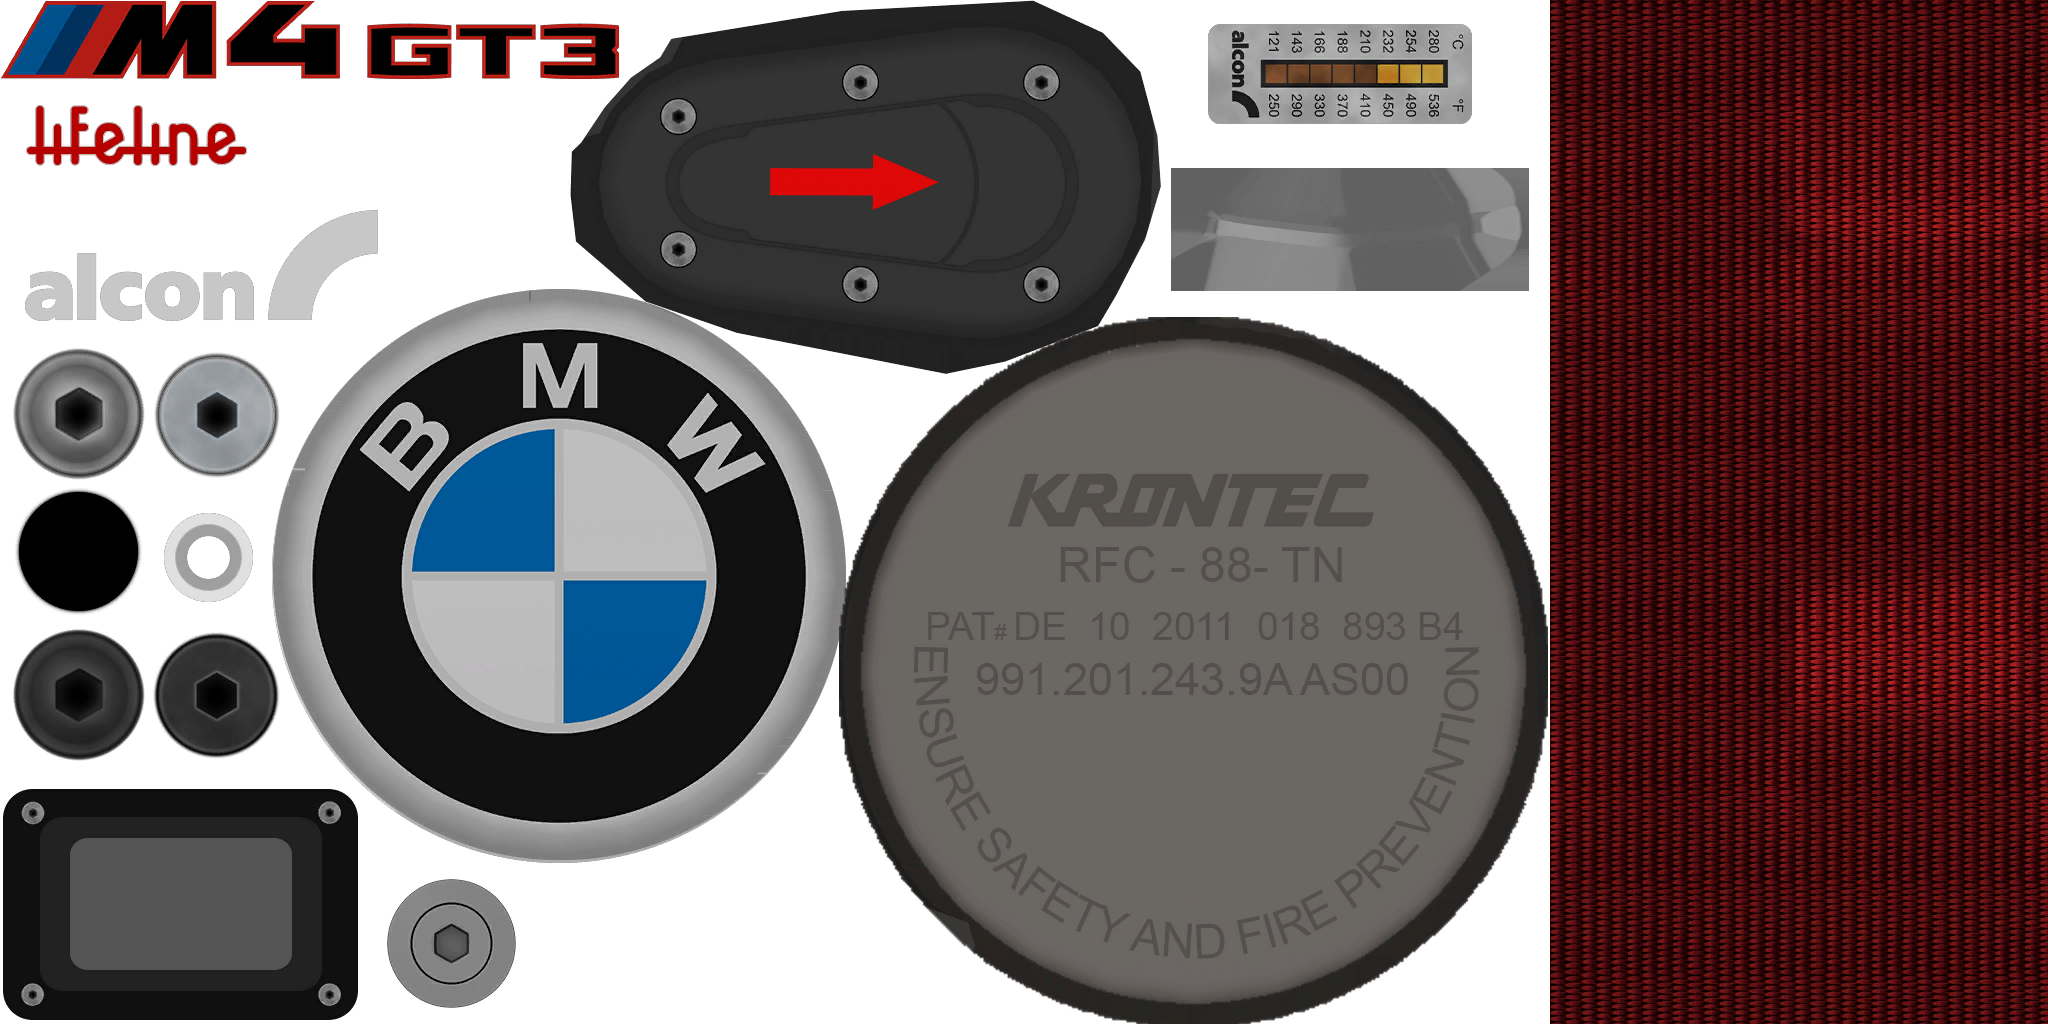 M4 GT3
lifeline
alcon
alcon
°C
121 143 166 188 210 232 254 280
250 290 330 370 410 450 490 536
°F
BMW
KRONTEC
RFC - 88- TN
PAT# DE 10 2011 018 893 B4
991.201.243.9A AS00
ENSURE SAFETY AND FIRE PREVENTION